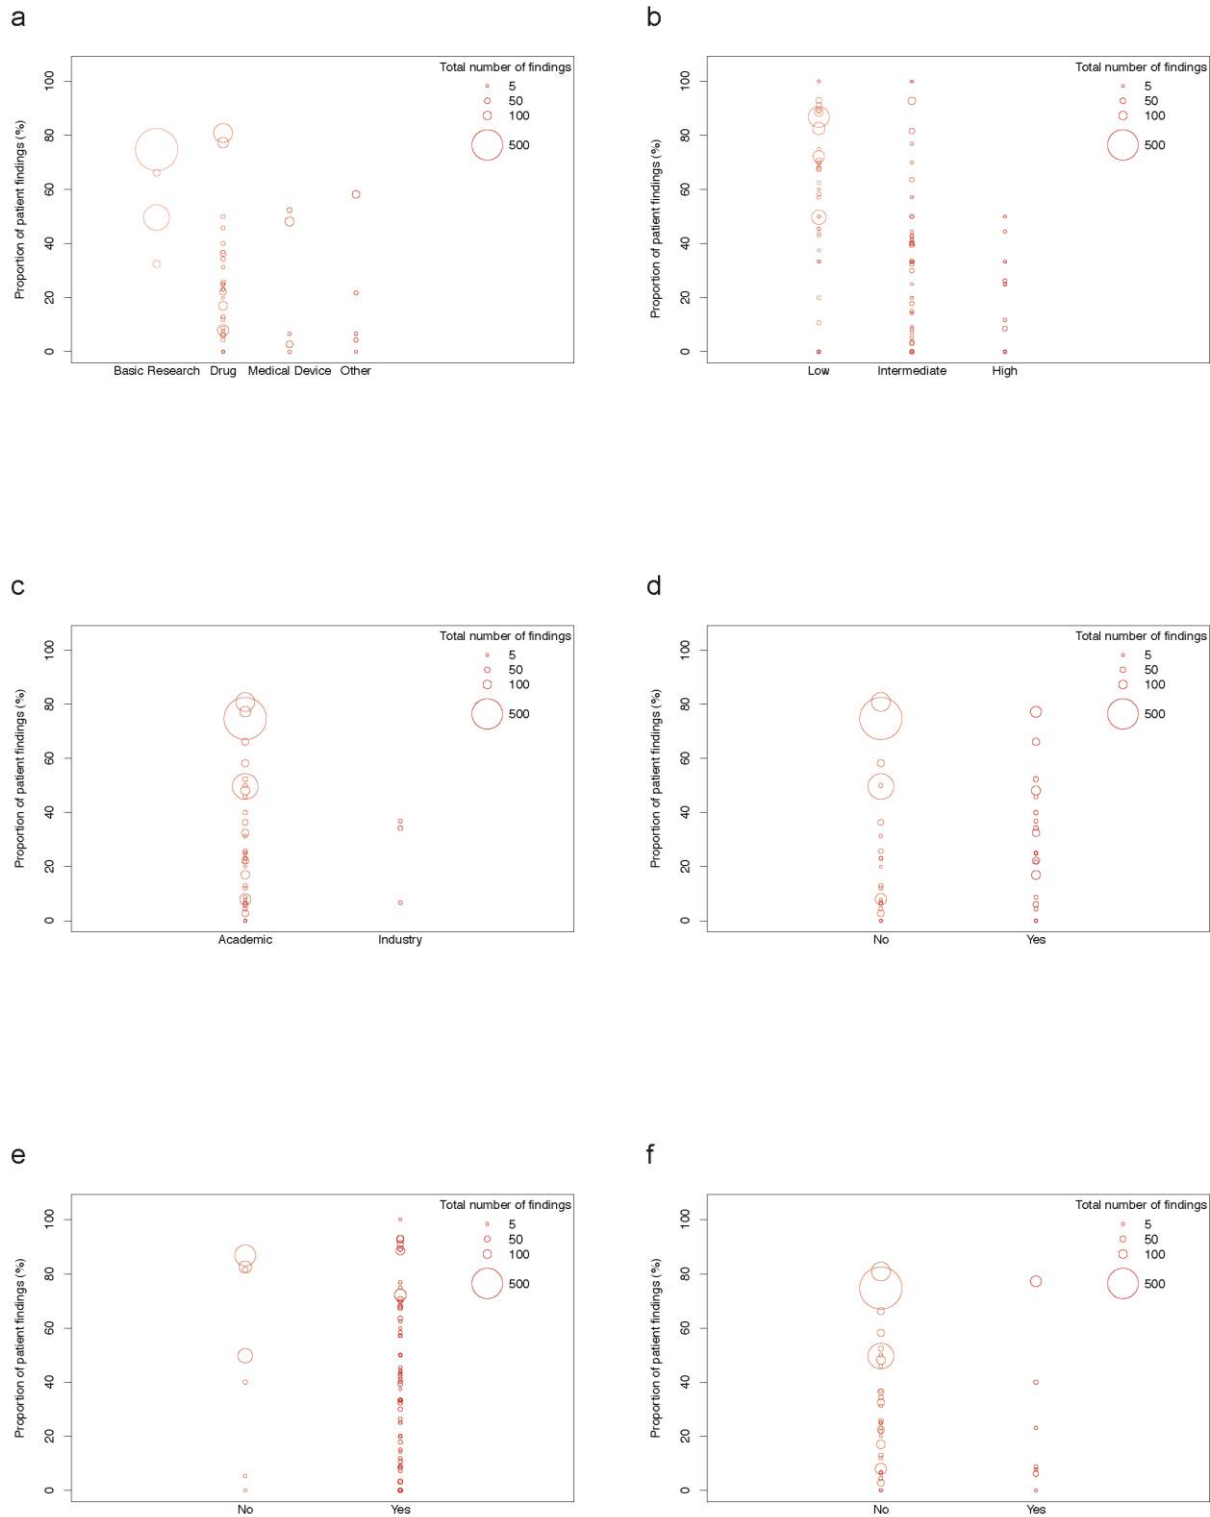 a
Total number of findings
5
50
100
500
Proportion of patient findings (%)
100
80
60
40
20
0
Basic Research Drug Medical Device Other
b
Total number of findings
5
50
100
500
Proportion of patient findings (%)
100
80
60
40
20
0
Low Intermediate High
c
Total number of findings
5
50
100
500
Proportion of patient findings (%)
100
80
60
40
20
0
Academic Industry
d
Total number of findings
5
50
100
500
Proportion of patient findings (%)
100
80
60
40
20
0
No Yes
e
Total number of findings
5
50
100
500
Proportion of patient findings (%)
100
80
60
40
20
0
No Yes
f
Total number of findings
5
50
100
500
Proportion of patient findings (%)
100
80
60
40
20
0
No Yes